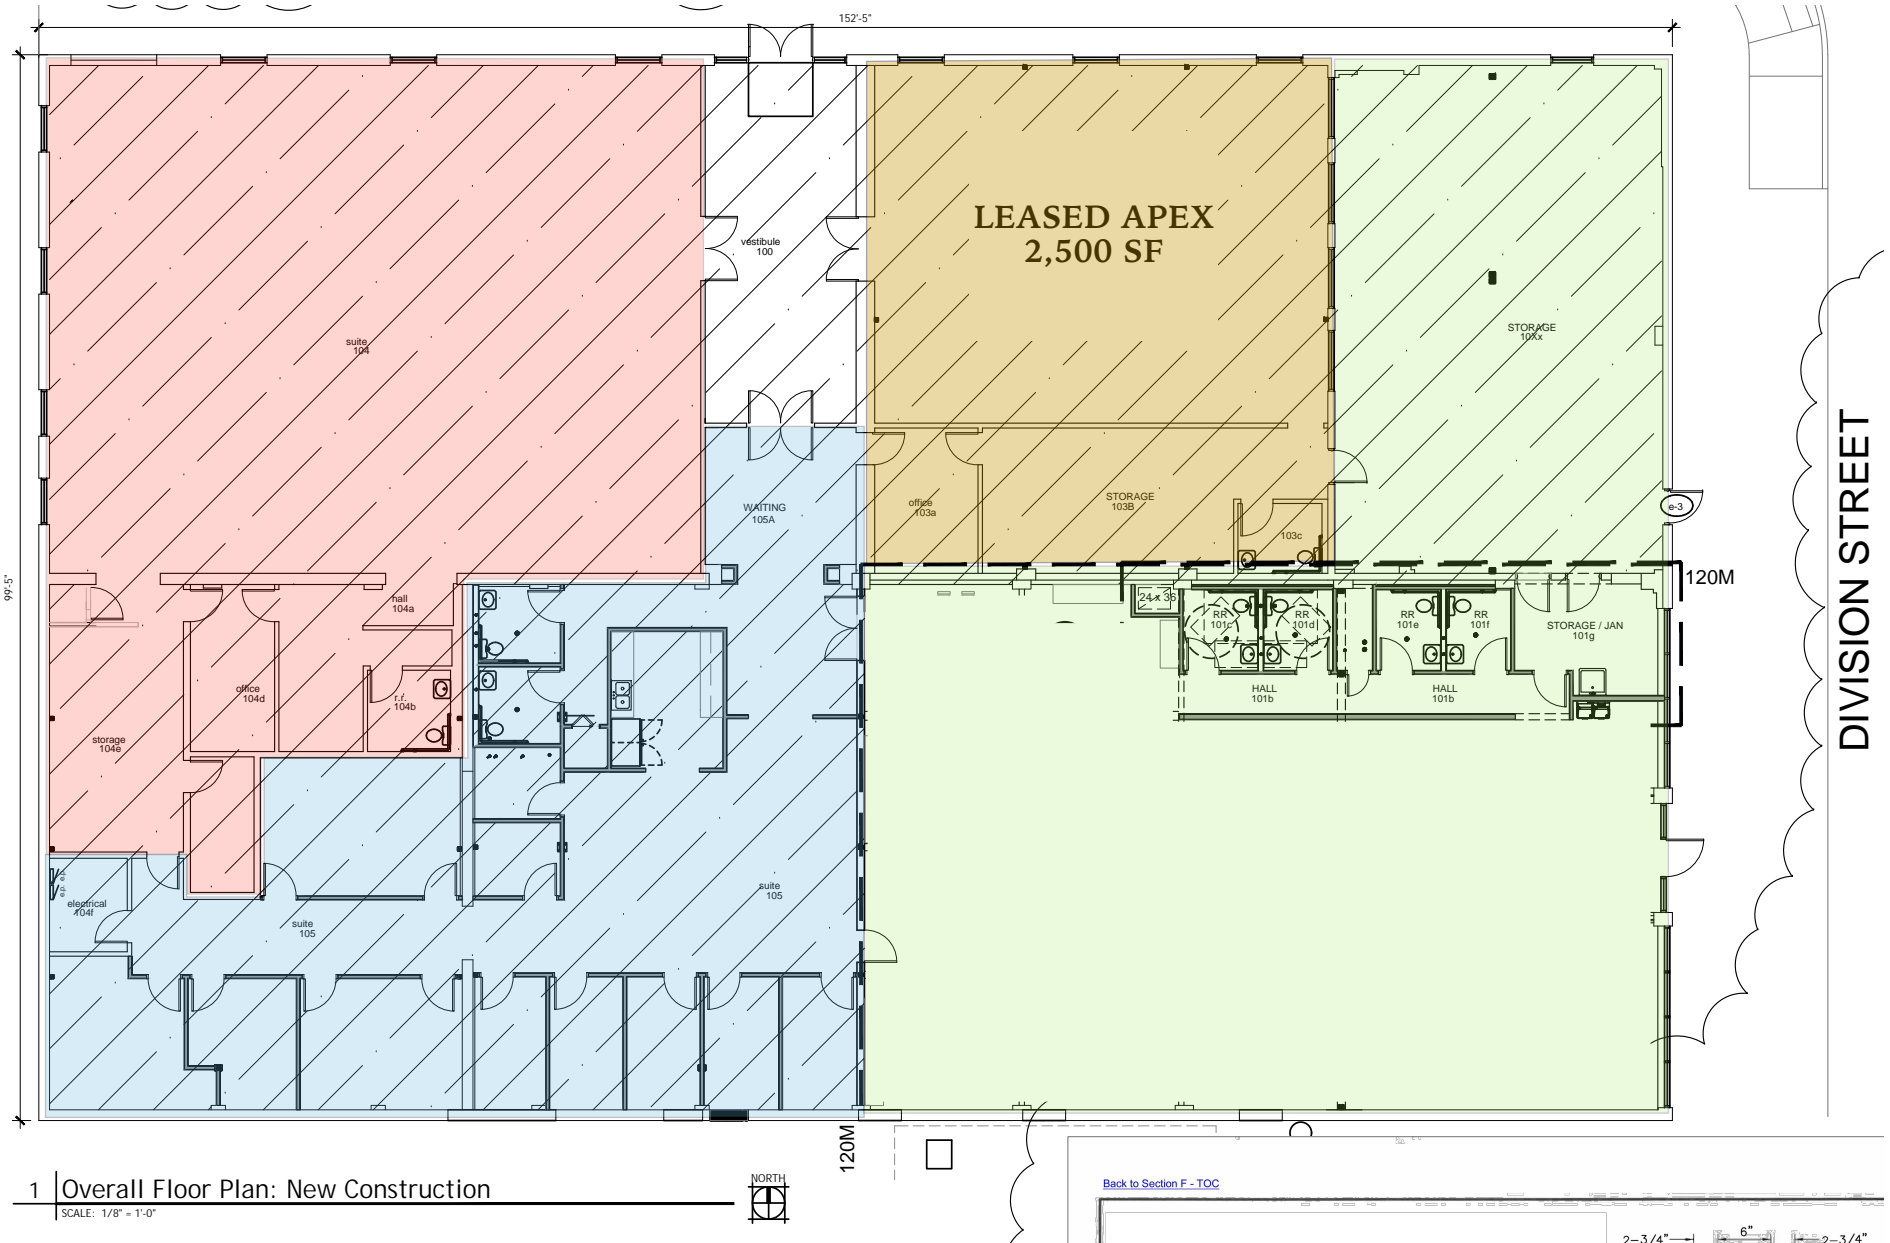 152'-5"
99'-5"
LEASED APEX
2,500 SF
vestibule
100
suite
104
STORAGE
10Xx
WAITING
105A
office
103a
STORAGE
103B
103c
e-3
DIVISION STREET
120M
hall
104a
24 x 36
RR
101c
RR
101d
RR
101e
RR
101f
STORAGE / JAN
101g
HALL
101b
HALL
101b
office
104d
r.r.
104b
storage
104e
e.p. e.p.
electrical
104f
suite
105
suite
105
120M
1 Overall Floor Plan: New Construction
SCALE: 1/8" = 1'-0"
NORTH
Back to Section F - TOC
2-3/4"
6"
2-3/4"